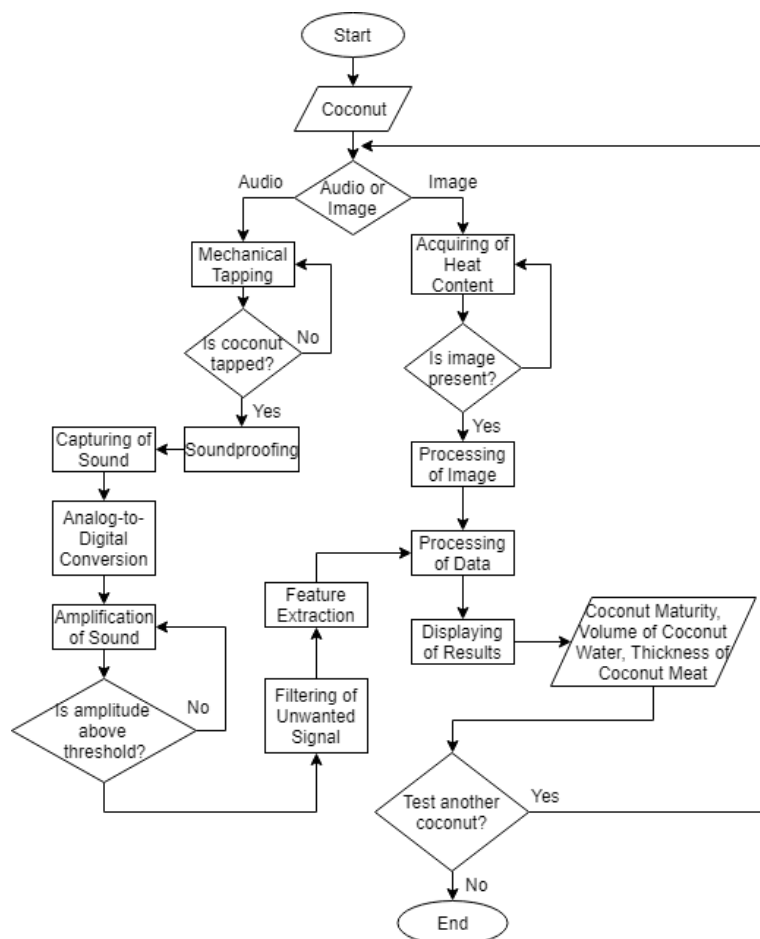 Start
Coconut
Audio
Audio or
Image
Image
Mechanical
Tapping
Is coconut
tapped?
No
Yes
Soundproofing
Capturing of
Sound
Analog-to-
Digital
Conversion
Amplification
of Sound
Is amplitude
above
threshold?
No
Filtering of
Unwanted
Signal
Feature
Extraction
Acquiring of
Heat
Content
Is image
present?
Yes
Processing
of Image
Processing
of Data
Displaying
of Results
Coconut Maturity,
Volume of Coconut
Water, Thickness of
Coconut Meat
Test another
coconut?
Yes
No
End